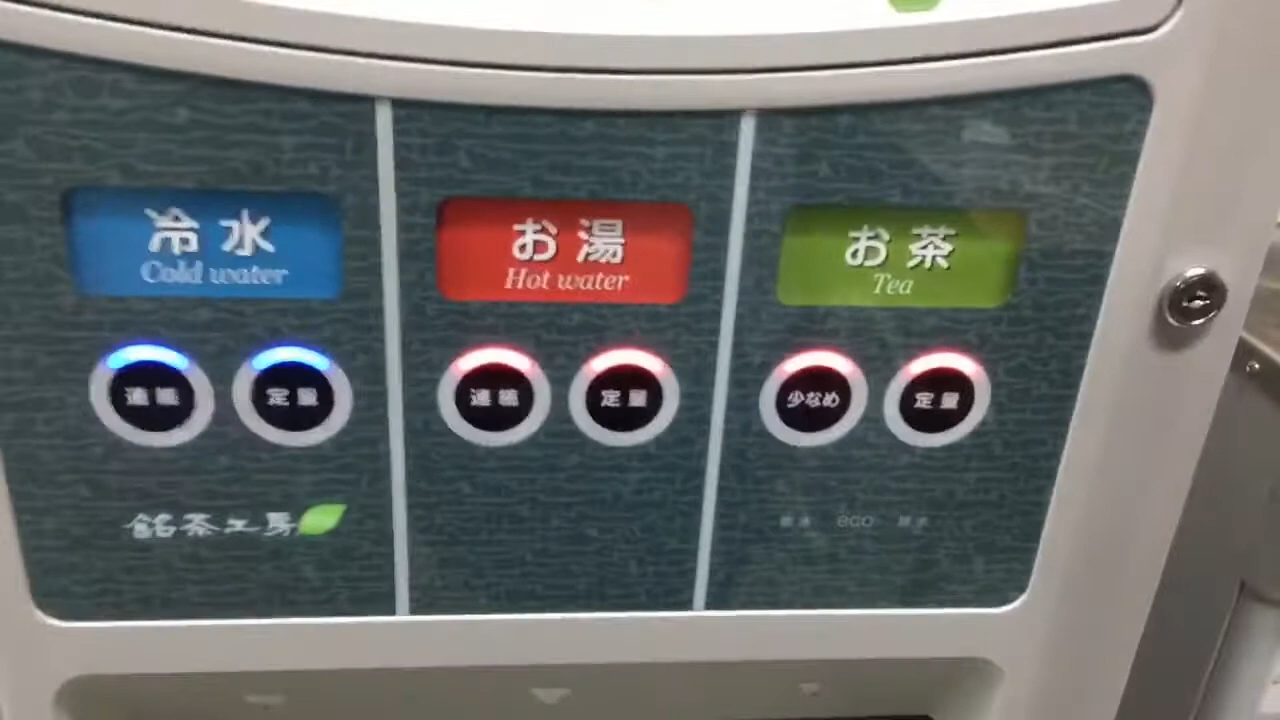 冷水
Cold water
お湯
Hot water
お茶
Tea
連続
定量
連続
定量
少なめ
定量
銘茶工房
eco